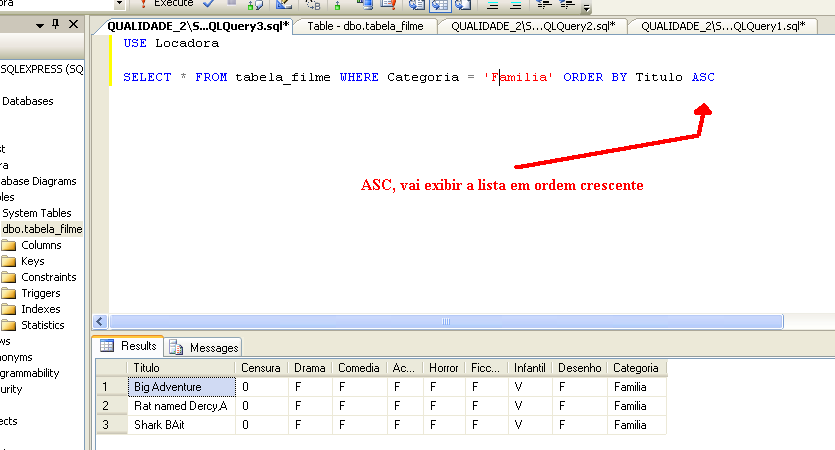 Execute
QUALIDADE_2\S...QLQuery3.sql* Table - dbo.tabela_filme QUALIDADE_2\S...QLQuery2.sql* QUALIDADE_2\S...QLQuery1.sql*
USE Locadora
SELECT * FROM tabela_filme WHERE Categoria = 'Familia' ORDER BY Titulo ASC
ASC, vai exibir a lista em ordem crescente
SQLEXPRESS (SQ
Databases
abase Diagrams
System Tables
dbo.tabela_filme
Columns
Keys
Constraints
Triggers
Indexes
Statistics
ws
onyms
grammability
urity
ects
Results Messages
Titulo Censura Drama Comedia Ac... Horror Ficc... Infantil Desenho Categoria
1 Big Adventure 0 F F F F F V F Familia
2 Rat named Dercy,A 0 F F F F F V F Familia
3 Shark BAit 0 F F F F F V F Familia